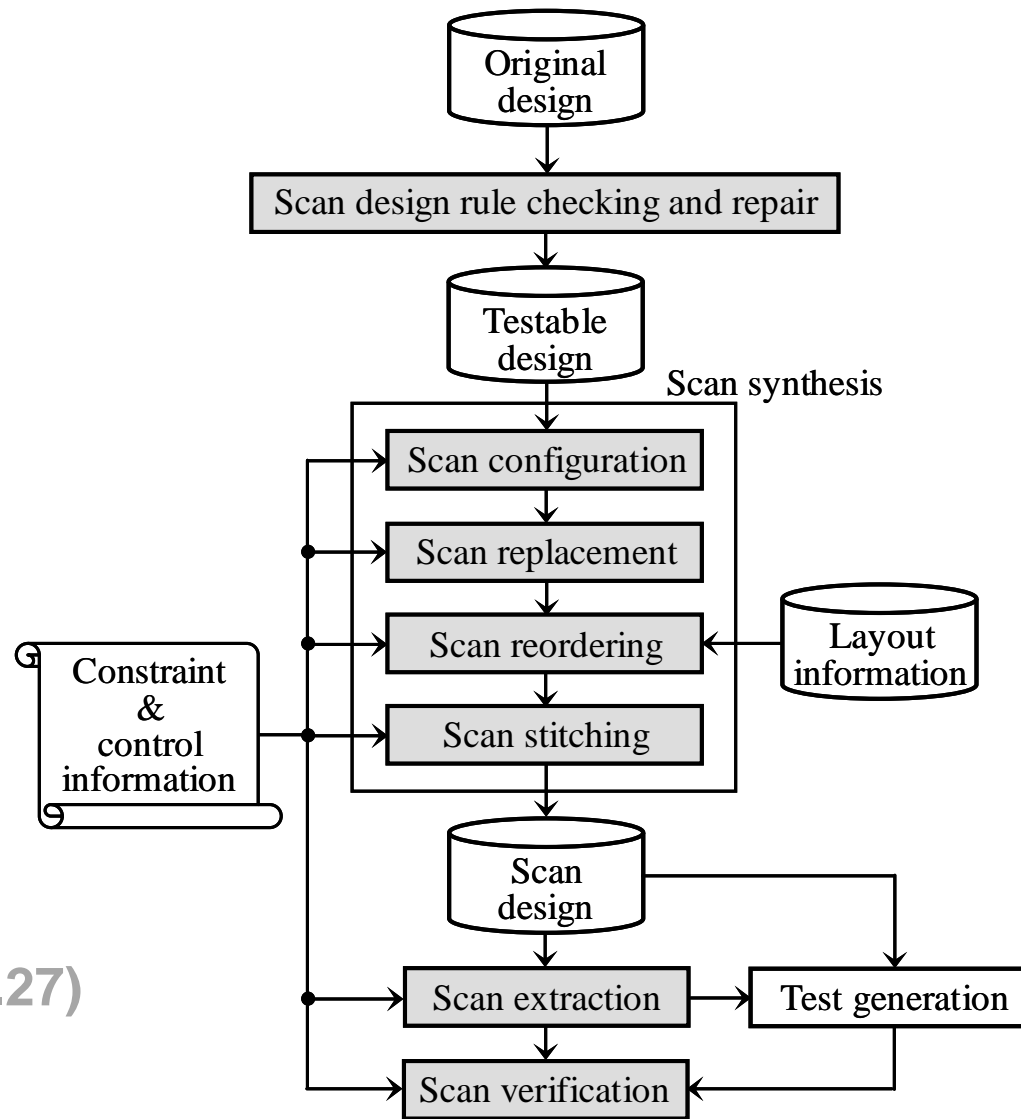 Original
design
Scan design rule checking and repair
Testable
design
Scan synthesis
Scan configuration
Scan replacement
Scan reordering
Layout
information
Constraint
&
control
information
Scan stitching
Scan
design
.27)
Scan extraction
Test generation
Scan verification